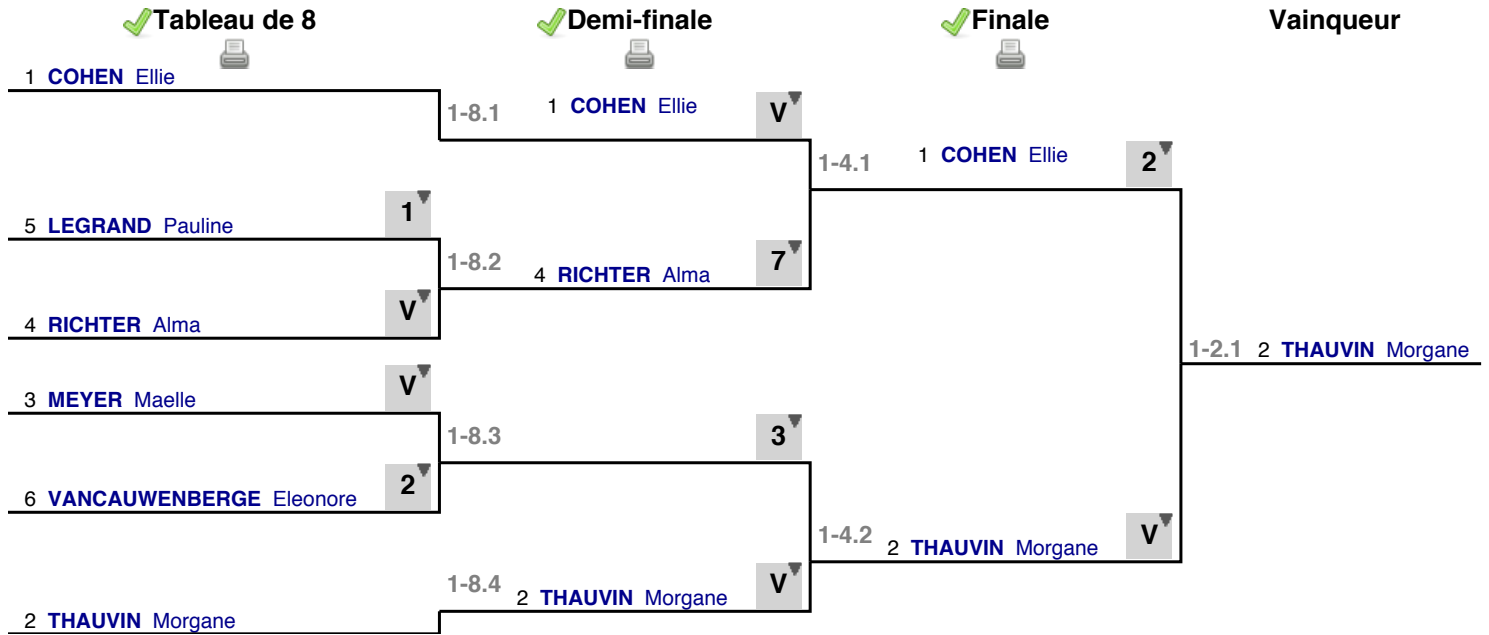 Tableau de 8 Demi-finale Finale Vainqueur
1 COHEN Ellie
1-8.1 1 COHEN Ellie V
1-4.1 1 COHEN Ellie 2
5 LEGRAND Pauline 1
1-8.2 4 RICHTER Alma 7
4 RICHTER Alma V
1-2.1 2 THAUVIN Morgane
3 MEYER Maelle V
1-8.3 3
6 VANCAUWENBERGE Eleonore 2
1-4.2 2 THAUVIN Morgane V
1-8.4 2 THAUVIN Morgane V
2 THAUVIN Morgane